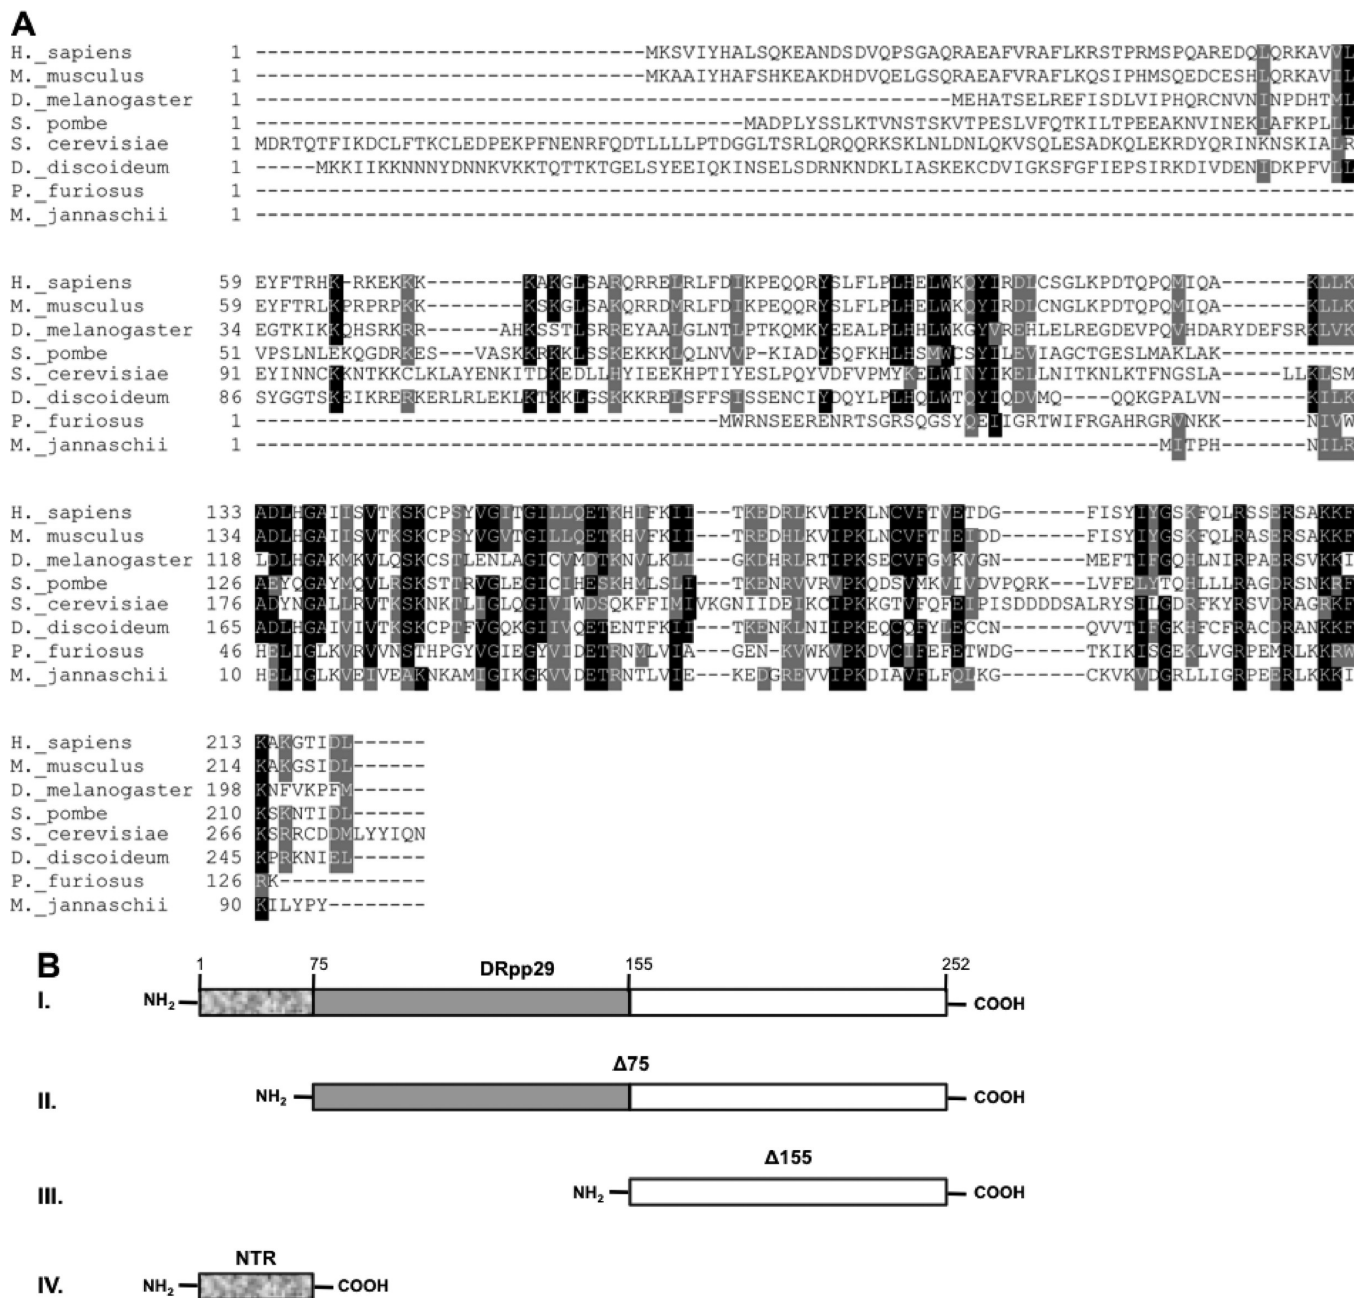 A
H._sapiens 1 --------------------------------MKSVIYHALSQKEANDSDVQPSGAQRAEAFVRAFLKRSTPRMSPQAREDQLQRKAVVL
M._musculus 1 --------------------------------MKAAIYHAFSHKEAKDHDVQELGSQRAEAFVRAFLKQSIPHMSQEDCESHLQRKAVIL
D._melanogaster 1 ----------------------------------------------------------MEHATSELREFISDLVIPHQRCNVNINPDHTML
S._pombe 1 ----------------------------------------MADPLYSSLKTVNSTSKVTPESLVFQTKILTPEEAKNVINEKIAFKPLLL
S._cerevisiae 1 MDRTQTFIKDCLFTKCLEDPEKPFNENRFQDTLLLLPTDGGLTSRLQRQQRKSKLNLDNLQKVSQLESADKQLEKRDYQRINKNSKIALR
D._discoideum 1 -----MKKIIKKNNNYDNNKVKKTQTTKTGELSYEEIQKINSELSDRNKNDKLIASKEKCDVIGKSFGFIEPSIRKDIVDENIDKPFVLL
P._furiosus 1 ------------------------------------------------------------------------------------------
M._jannaschii 1 ------------------------------------------------------------------------------------------
H._sapiens 59 EYFTRHK-RKEKKK--------KAKGLSARQRRELRLFDIKPEQQRYSLFLPLHELWKQYIRDLCSGLKPDTQPQMIQA-------KLLK
M._musculus 59 EYFTRLKPRPRPKK--------KSKGLSARQRRDMRLFDIKPEQQRYSLFLPLHELWKQYIRDLCNGLKPDTQPQMIQA-------KLLK
D._melanogaster 34 EGTKIKKQHSRKRR------AHKSSTLSRREYAALGLNTLPTKQMKYEEALPLHHLWKGYVREHLELREGDEVPQVHDARYDEFSRKLVK
S._pombe 51 VPSLNLEKQGDRKES---VASKKRKKLSSKEKKKLQLNVVP-KIADYSQFKHLHSMWCSYILEVIAGCTGESLMAKLAK-----------
S._cerevisiae 91 EYINNCKKNTKKCLKLAYENKITDKEDLLHYIEEKHPTIYESLPQYVDFVPMYKELWINYIKELLNITKNLKTFNGSLA-----LLKLSM
D._discoideum 86 SYGGTSKEIKRERKERLRLEKLKTKKLGSKKKRELSFFSISSENCIYDQYLPLHQLWTQYIQDVMQ----QQKGPALVN-------KILK
P._furiosus 1 ---------------------------------------MWRNSEERENRTSGRSQGSYQEIIGRTWIFRGAHRGRVNKK------NIVW
M._jannaschii 1 ---------------------------------------------------------------------------MITPH------NILR
H._sapiens 133 ADLHGAIISVTKSKCPSYVGITGILLQETKHIFKII---TKEDRLKVIPKLNCVFTVETDG------FISYIYGSKFQLRSSERSAKKF
M._musculus 134 ADLHGAIISVTKSKCPSYVGVTGILLQETKHVFKII---TREDHLKVIPKLNCVFTIEIDD------FISYIYGSKFQLRASERSAKKF
D._melanogaster 118 LDLHGAKMKVLQSKCSTLENLAGICVMDTKNVLKLL---GKDHRLRTIPKSECVFGMKVGN------MEFTIFGQHLNIRPAERSVKKI
S._pombe 126 AEYQGAYMQVLRSKSTTRVGLEGICIHESKHMLSLI---TKENRVVRVPKQDSVMKVIVDVPQRK---LVFELYTQHLLLRAGDRSNKRF
S._cerevisiae 176 ADYNGALLRVTKSKNKTLIGLQGIVIWDSQKFFIMIVKGNIIDEIKCIPKKGTVFQFEIPISDDDDSALRYSILGDRFKYRSVDRAGRKF
D._discoideum 165 ADLHGAIVIVTKSKCPTFVGQKGLIVQETENTFKII---TKENKLNIIPKEQCQFYLECCN------QVVTIFGKHFCFRACDRANKKF
P._furiosus 46 HELIGLKVRVVNSTHPGYVGIEGYVIDETRNMLVIA---GEN-KVWKVPKDVCIFEFETWDG-----TKIKISGEKLVGRPEMRLKKRW
M._jannaschii 10 HELIGLKVEIVEAKNKAMIGIKGKVVDETRNTLVIE---KEDGREVVIPKDIAVFLFQLKG------CKVKVDGRLLIGRPEERLKKKI
H._sapiens 213 KAKGTIDL------
M._musculus 214 KAKGSIDL------
D._melanogaster 198 KNFVKPFM------
S._pombe 210 KSKNTIDL------
S._cerevisiae 266 KSRRCDDMLYYIQN
D._discoideum 245 KPRKNIEL------
P._furiosus 126 RK------------
M._jannaschii 90 KILYPY--------
B
1 75 DRpp29 155 252
I. NH2 COOH
Δ75
II. NH2 COOH
Δ155
III. NH2 COOH
NTR
IV. NH2 COOH